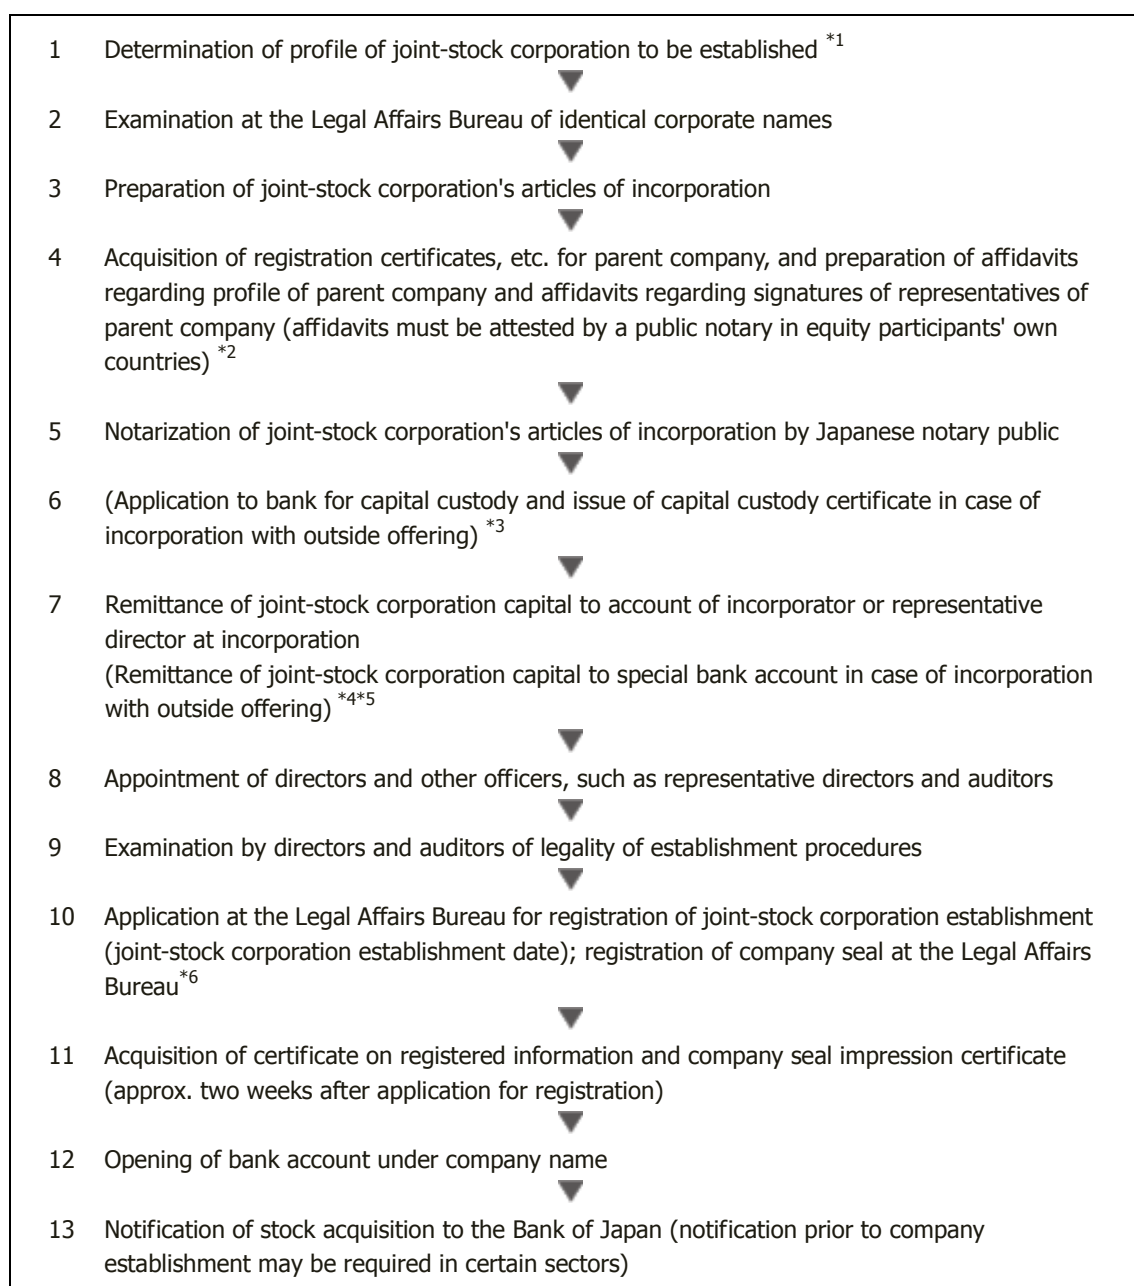 1 Determination of profile of joint-stock corporation to be established *1
2 Examination at the Legal Affairs Bureau of identical corporate names
3 Preparation of joint-stock corporation's articles of incorporation
4 Acquisition of registration certificates, etc. for parent company, and preparation of affidavits
regarding profile of parent company and affidavits regarding signatures of representatives of
parent company (affidavits must be attested by a public notary in equity participants' own
countries) *2
5 Notarization of joint-stock corporation's articles of incorporation by Japanese notary public
6 (Application to bank for capital custody and issue of capital custody certificate in case of
incorporation with outside offering) *3
7 Remittance of joint-stock corporation capital to account of incorporator or representative
director at incorporation
(Remittance of joint-stock corporation capital to special bank account in case of incorporation
with outside offering) *4*5
8 Appointment of directors and other officers, such as representative directors and auditors
9 Examination by directors and auditors of legality of establishment procedures
10 Application at the Legal Affairs Bureau for registration of joint-stock corporation establishment
(joint-stock corporation establishment date); registration of company seal at the Legal Affairs
Bureau*6
11 Acquisition of certificate on registered information and company seal impression certificate
(approx. two weeks after application for registration)
12 Opening of bank account under company name
13 Notification of stock acquisition to the Bank of Japan (notification prior to company
establishment may be required in certain sectors)